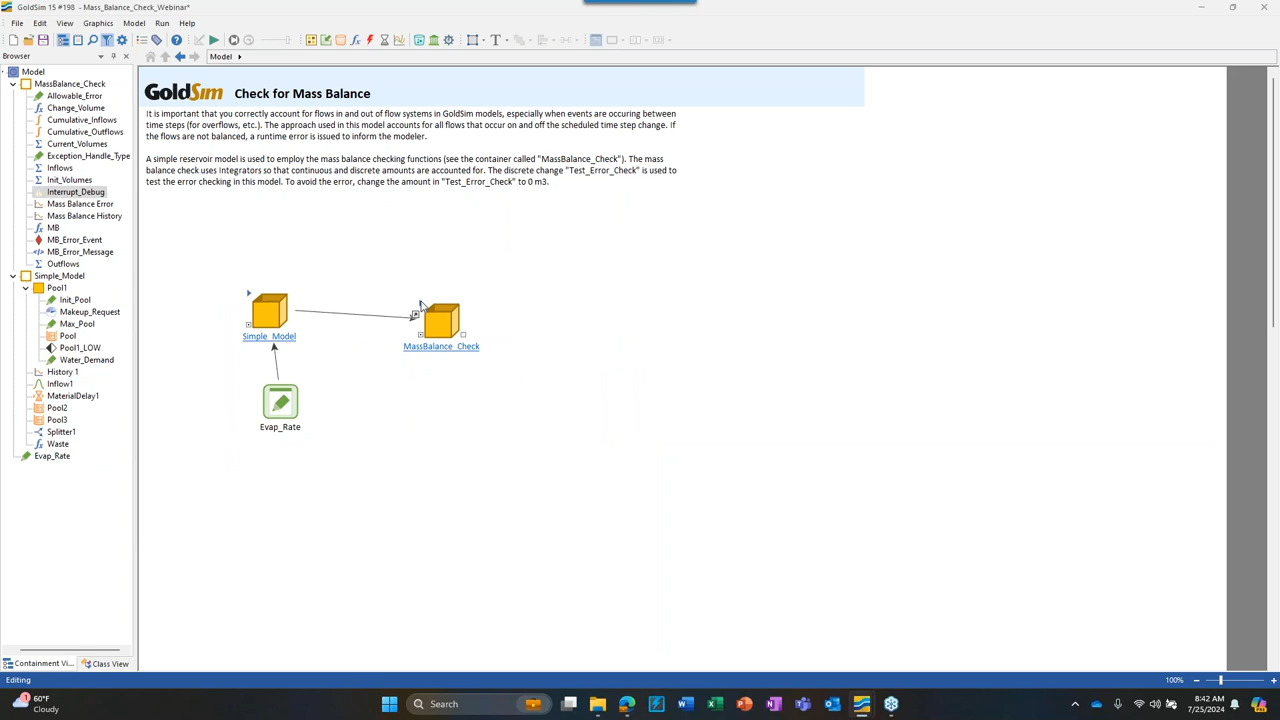 GoldSim 15 #198 - Mass_Balance_Check_Webinar*
File Edit View Graphics Model Run Help
Browser
Model
Model
MassBalance_Check
Allowable_Error
Change_Volume
Cumulative_Inflows
Cumulative_Outflows
Current_Volumes
Exception_Handle_Type
Inflows
Init_Volumes
Interrupt_Debug
Mass Balance Error
Mass Balance History
MB
MB_Error_Event
MB_Error_Message
Outflows
Simple_Model
Pool1
Init_Pool
Makeup_Request
Max_Pool
Pool
Pool1_LOW
Water_Demand
History 1
Inflow1
MaterialDelay1
Pool2
Pool3
Splitter1
Waste
Evap_Rate
Containment Vi...
Class View
GoldSim Check for Mass Balance
It is important that you correctly account for flows in and out of flow systems in GoldSim models, especially when events are occuring between
time steps (for overflows, etc.). The approach used in this model accounts for all flows that occur on and off the scheduled time step change. If
the flows are not balanced, a runtime error is issued to inform the modeler.
A simple reservoir model is used to employ the mass balance checking functions (see the container called "MassBalance_Check"). The mass
balance check uses Integrators so that continuous and discrete amounts are accounted for. The discrete change "Test_Error_Check" is used to
test the error checking in this model. To avoid the error, change the amount in "Test_Error_Check" to 0 m3.
Simple_Model
MassBalance_Check
Evap_Rate
Editing
100%
1
60°F
Cloudy
Search
8:42 AM
7/25/2024